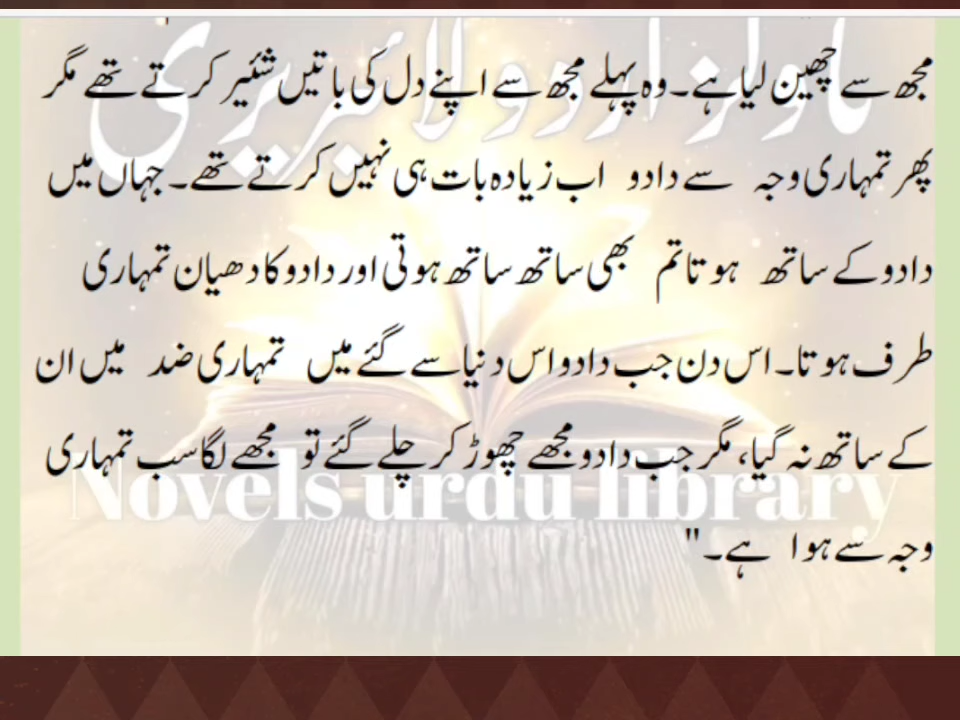 ناولز اردو لائبریری
مجھ سے چھین لیا ہے۔ وہ پہلے مجھ سے اپنے دل کی باتیں شئیر کرتے تھے مگر
پھر تمہاری وجہ سے دادو اب زیادہ بات ہی نہیں کرتے تھے۔ جہاں میں
دادو کے ساتھ ہوتا تم بھی ساتھ ساتھ ہوتی اور دادو کا دھیان تمہاری
طرف ہوتا۔ اس دن جب دادو اس دنیا سے گئے میں تمہاری ضد میں ان
کے ساتھ نہ گیا، مگر جب دادو مجھے چھوڑ کر چلے گئے تو مجھے لگا سب تمہاری
Novels urdu library
وجہ سے ہوا ہے۔"